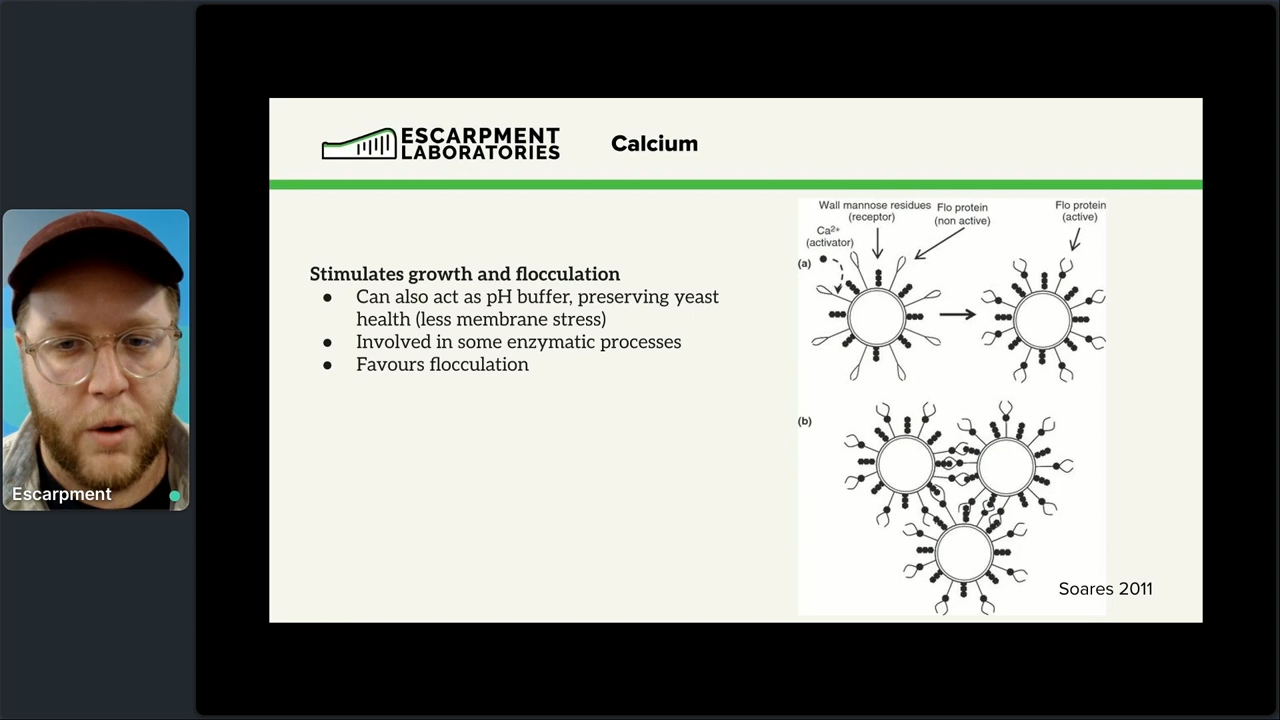 ESCARPMENT
LABORATORIES
Calcium
Stimulates growth and flocculation
● Can also act as pH buffer, preserving yeast
health (less membrane stress)
● Involved in some enzymatic processes
● Favours flocculation
Wall mannose residues
(receptor)
Flo protein
(non active)
Flo protein
(active)
Ca²⁺
(activator)
(a)
(b)
Soares 2011
Escarpment